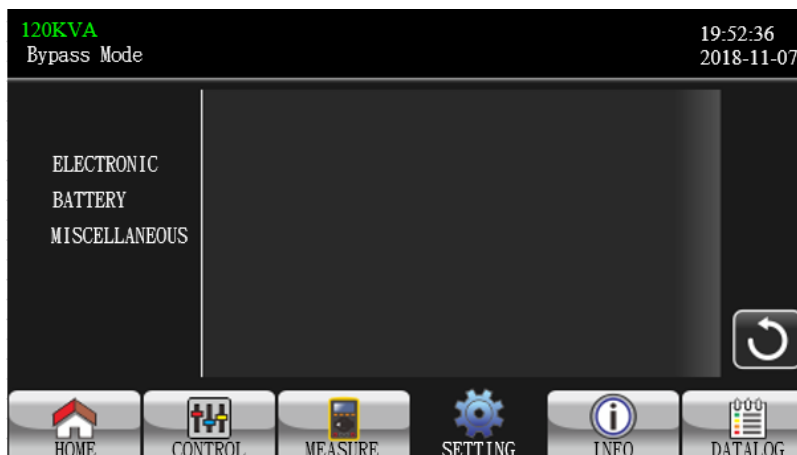 120KVA
Bypass Mode
19:52:36
2018-11-07
ELECTRONIC
BATTERY
MISCELLANEOUS
HOME CONTROL MEASURE SETTING INFO DATALOG